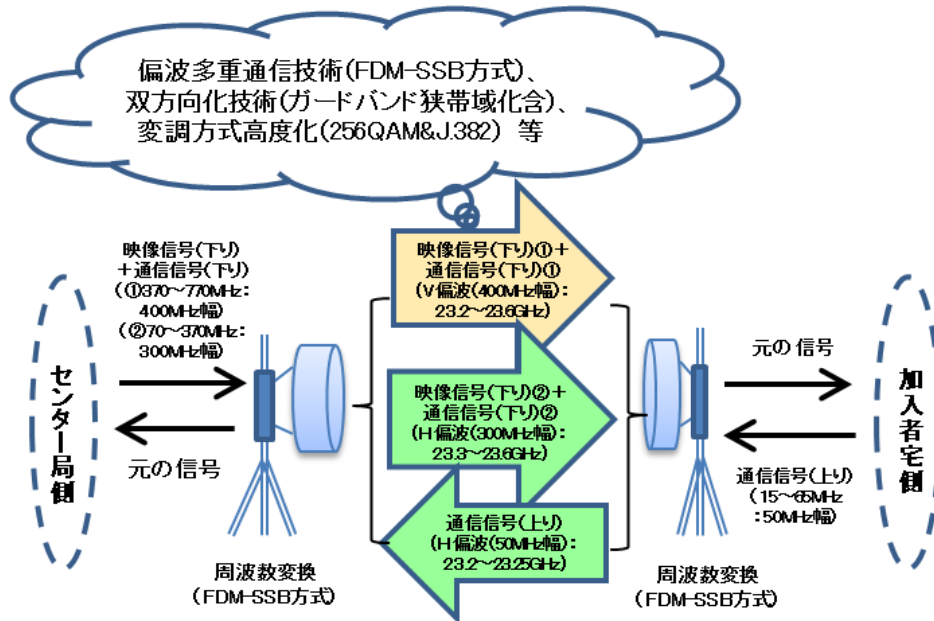 偏波多重通信技術(FDM-SSB方式)、
双方向化技術(ガードバンド狭帯域化含)、
変調方式高度化(256QAM&J.382) 等
映像信号(下り)
+通信信号(下り)
(①370~770MHz:
400MHz幅)
(②70~370MHz:
300MHz幅)
センター局側
元の信号
周波数変換
(FDM-SSB方式)
映像信号(下り)①+
通信信号(下り)①
(V偏波(400MHz幅):
23.2~23.6GHz)
映像信号(下り)②+
通信信号(下り)②
(H偏波(300MHz幅):
23.3~23.6GHz)
通信信号(上り)
(H偏波(50MHz幅):
23.2~23.25GHz)
周波数変換
(FDM-SSB方式)
元の信号
通信信号(上り)
(15~65MHz
:50MHz幅)
加入者宅側